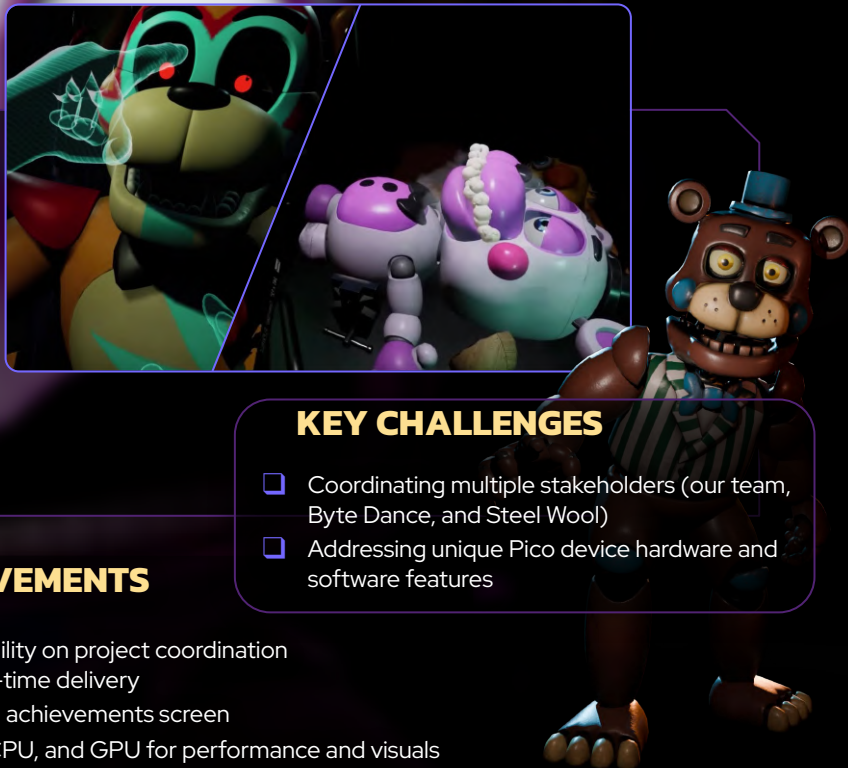 KEY CHALLENGES
Coordinating multiple stakeholders (our team,
Byte Dance, and Steel Wool)
Addressing unique Pico device hardware and
software features
VEMENTS
ility on project coordination
-time delivery
achievements screen
CPU, and GPU for performance and visuals